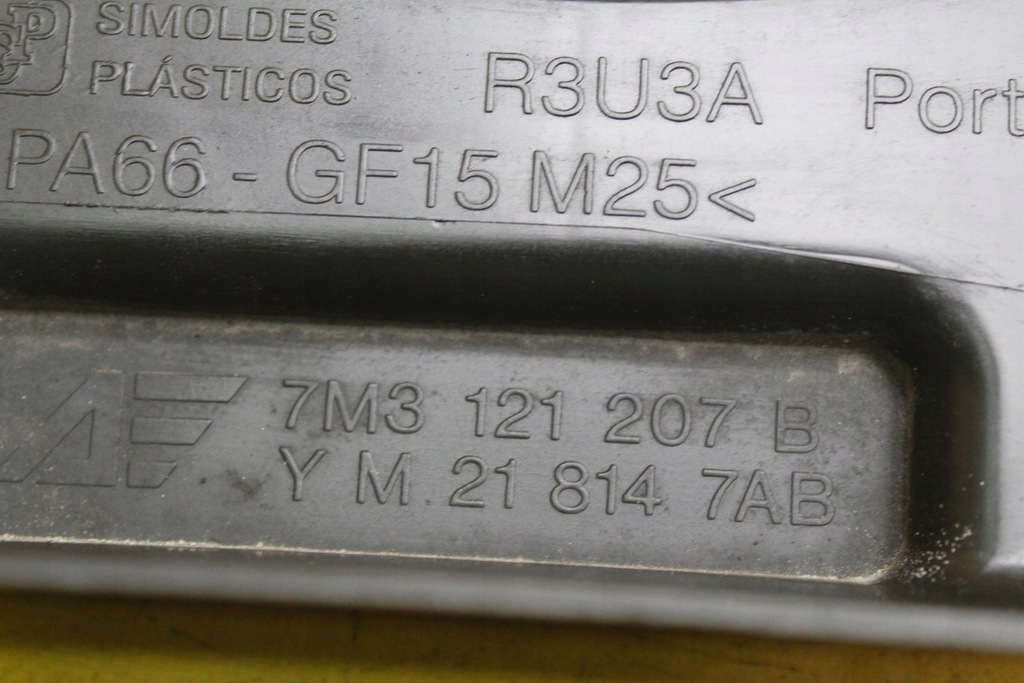 SIMOLDES
PLÁSTICOS
R3U3A Port
PA66 - GF15 M25<
7M3 121 207 B
Y M 21 814 7AB